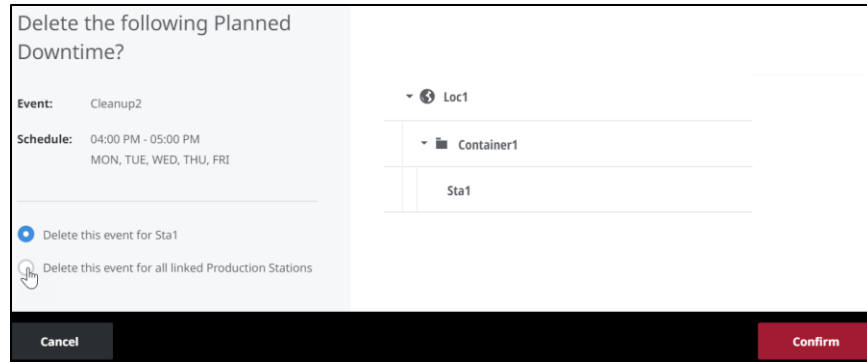 Delete the following Planned
Downtime?
Event: Cleanup2
Schedule: 04:00 PM - 05:00 PM
MON, TUE, WED, THU, FRI
Delete this event for Sta1
Delete this event for all linked Production Stations
Loc1
Container1
Sta1
Cancel
Confirm